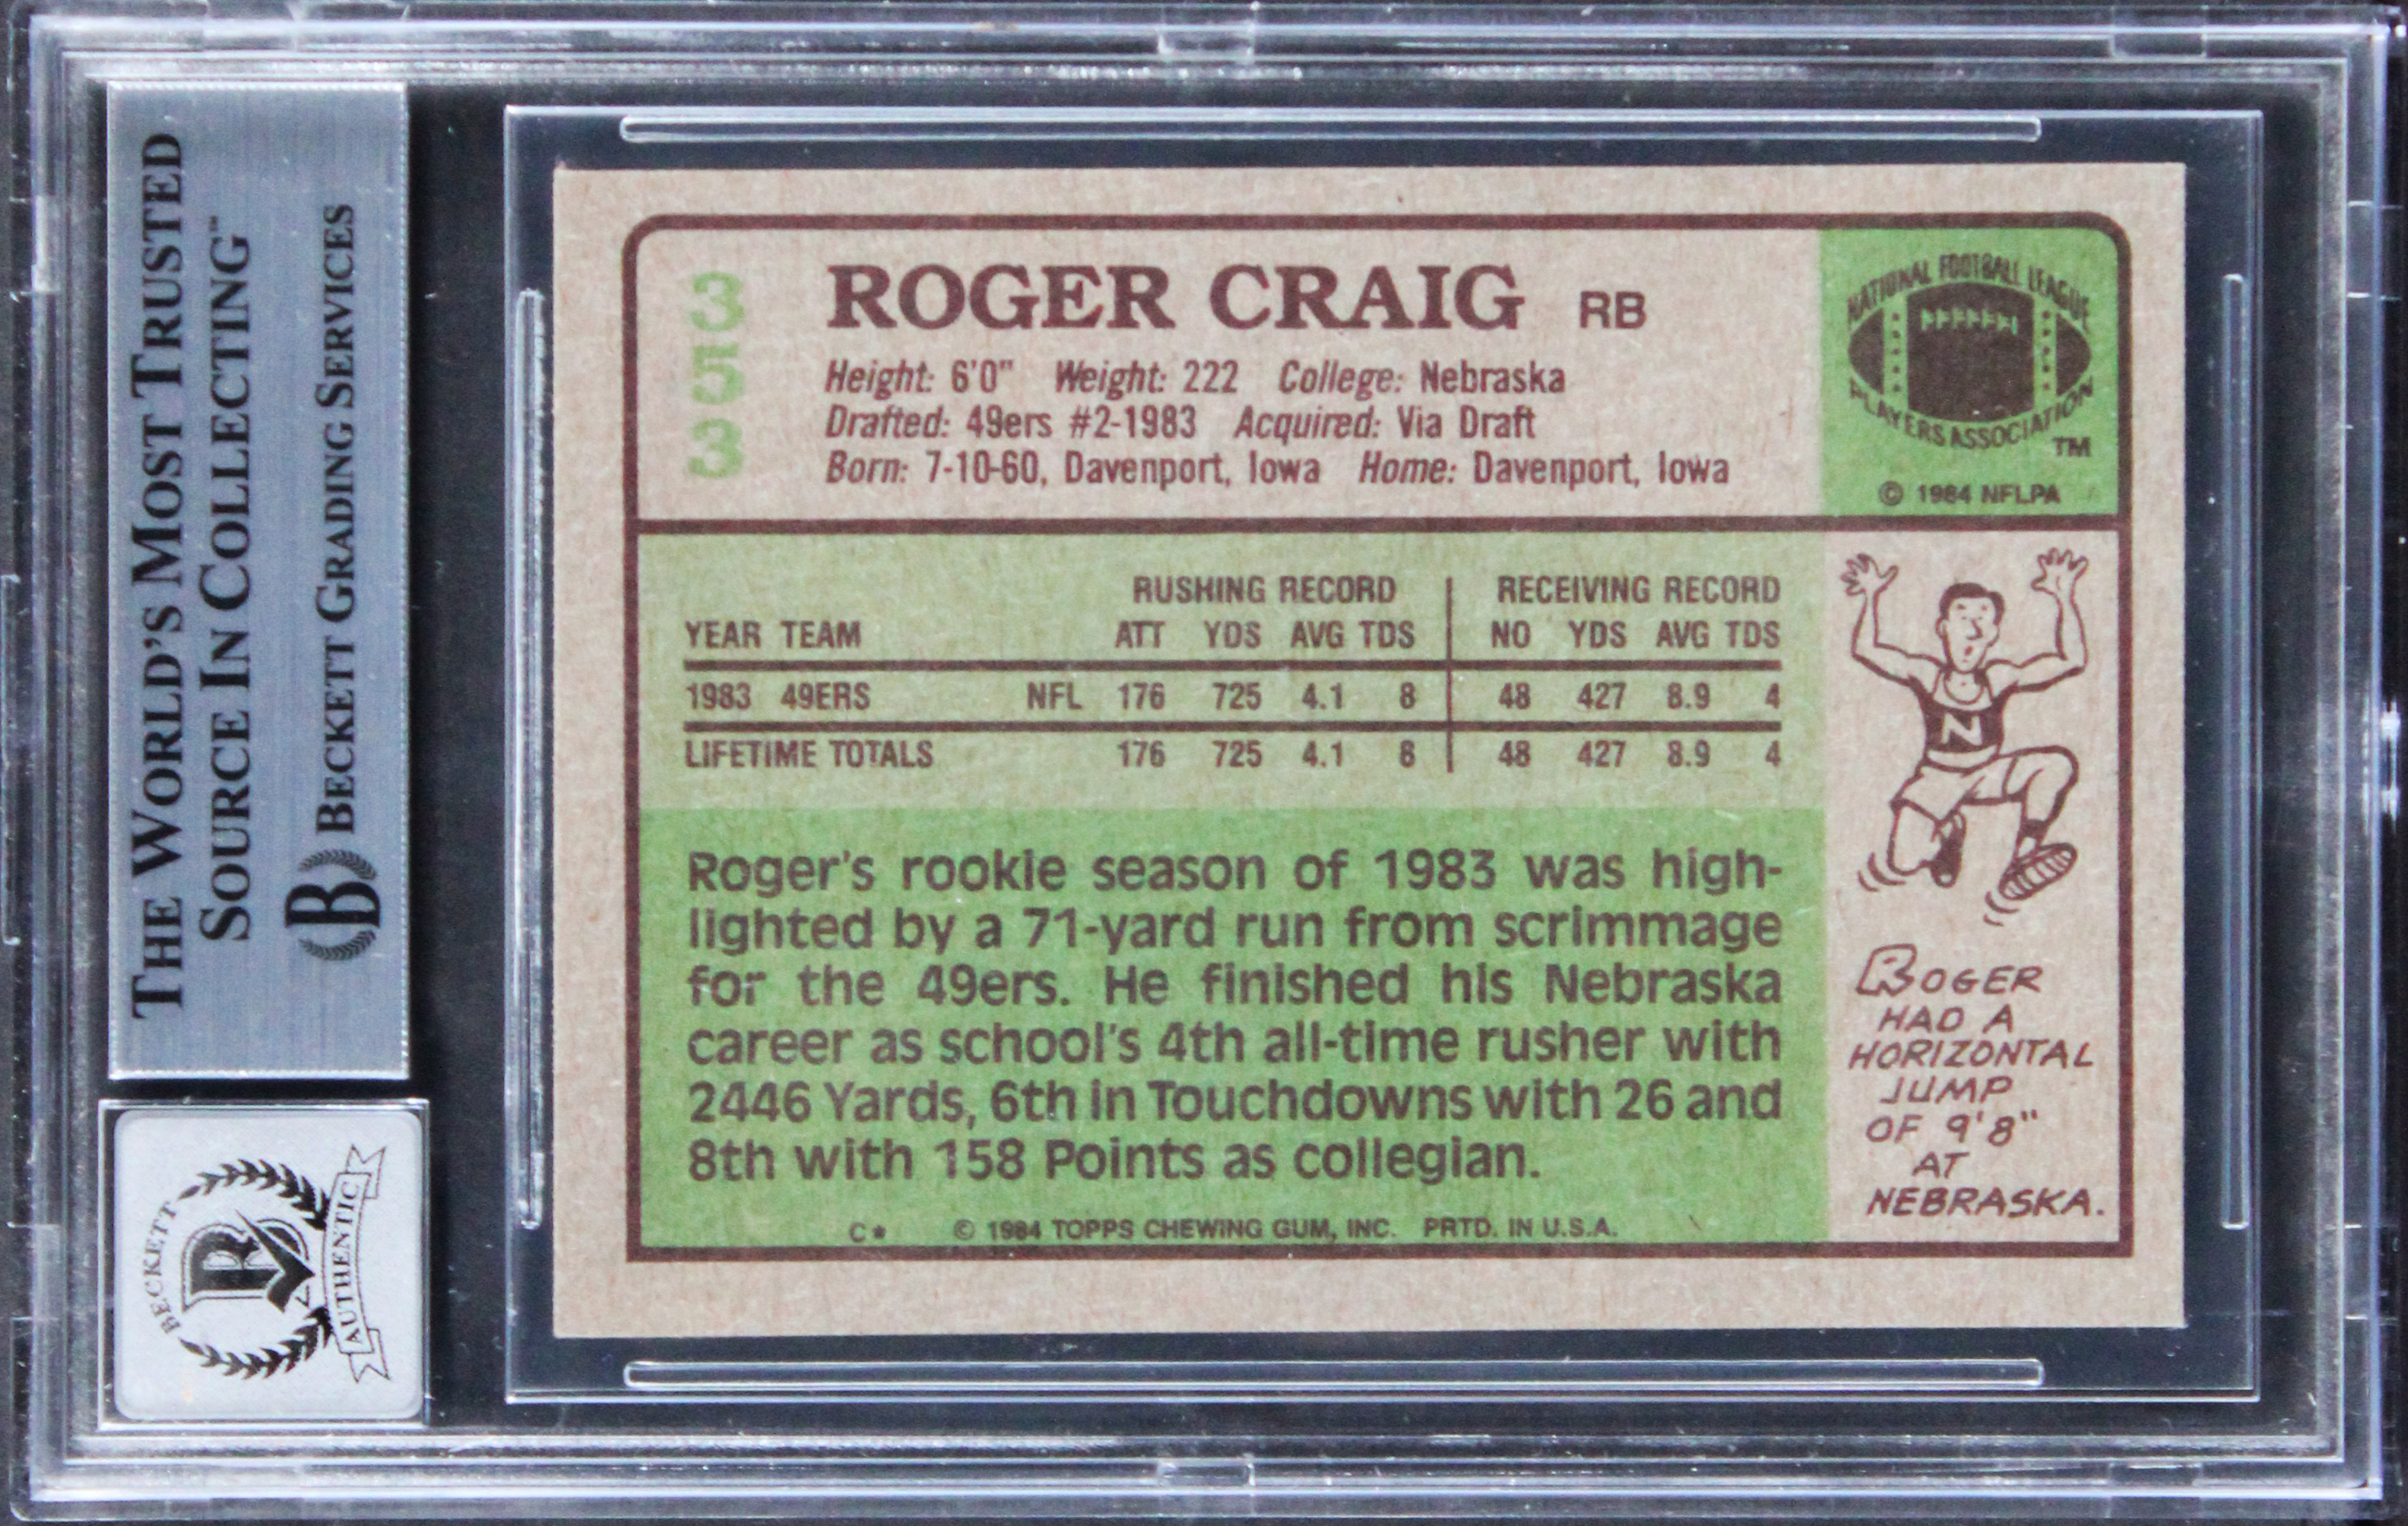 THE WORLD'S MOST TRUSTED
SOURCE IN COLLECTING™
B BECKETT GRADING SERVICES
BECKETT
B
AUTHENTIC
353
ROGER CRAIG RB
Height: 6'0" Weight: 222 College: Nebraska
Drafted: 49ers #2-1983 Acquired: Via Draft
Born: 7-10-60, Davenport, Iowa Home: Davenport, Iowa
NATIONAL FOOTBALL LEAGUE
PLAYERS ASSOCIATION
TM
© 1984 NFLPA
RUSHING RECORD RECEIVING RECORD
YEAR TEAM ATT YDS AVG TDS NO YDS AVG TDS
1983 49ERS NFL 176 725 4.1 8 48 427 8.9 4
LIFETIME TOTALS 176 725 4.1 8 48 427 8.9 4
Roger's rookie season of 1983 was high-
lighted by a 71-yard run from scrimmage
for the 49ers. He finished his Nebraska
career as school's 4th all-time rusher with
2446 Yards, 6th in Touchdowns with 26 and
8th with 158 Points as collegian.
C* © 1984 TOPPS CHEWING GUM, INC. PRTD. IN U.S.A.
N
ROGER
HAD A
HORIZONTAL
JUMP
OF 9'8"
AT
NEBRASKA.